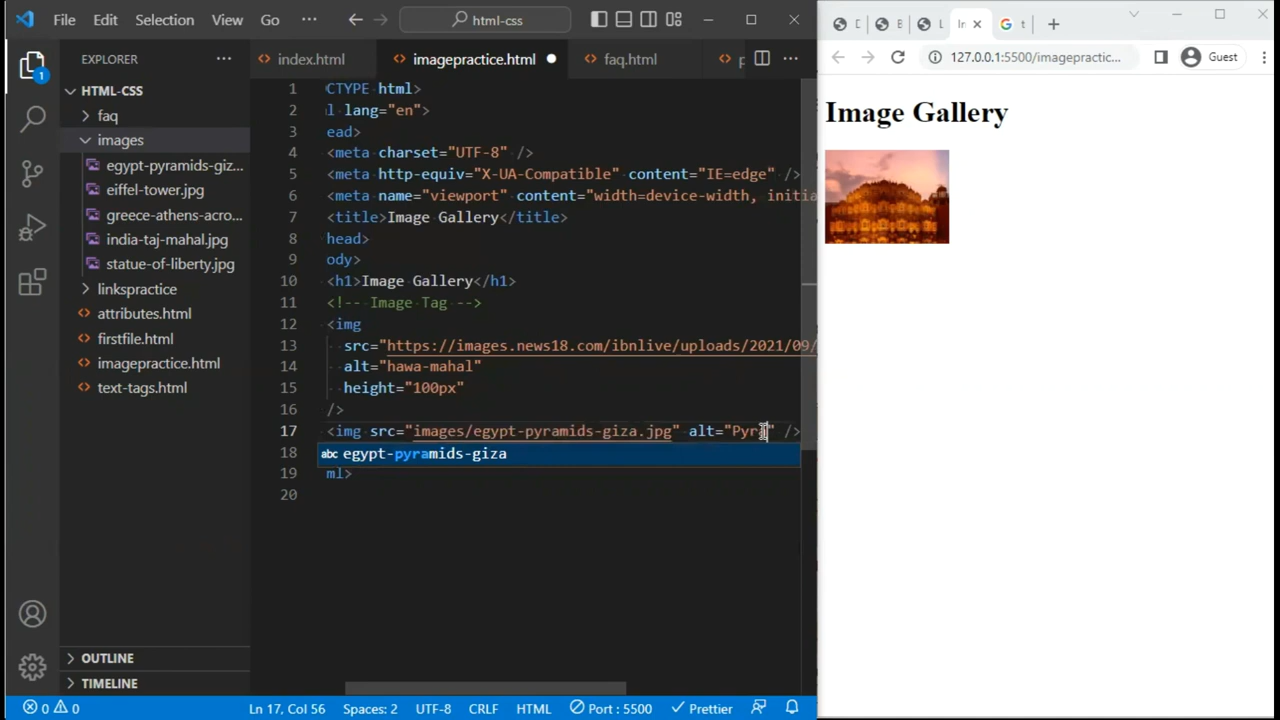 File Edit Selection View Go ··· html-css
EXPLORER ···
1
HTML-CSS
faq
images
egypt-pyramids-giz...
eiffel-tower.jpg
greece-athens-acro...
india-taj-mahal.jpg
statue-of-liberty.jpg
linkspractice
attributes.html
firstfile.html
imagepractice.html
text-tags.html
OUTLINE
TIMELINE
index.html imagepractice.html faq.html
1 CTYPE html>
2 l lang="en">
3 ead>
4 <meta charset="UTF-8" />
5 <meta http-equiv="X-UA-Compatible" content="IE=edge" />
6 <meta name="viewport" content="width=device-width, initia
7 <title>Image Gallery</title>
8 head>
9 ody>
10 <h1>Image Gallery</h1>
11 <!-- Image Tag -->
12 <img
13 src="https://images.news18.com/ibnlive/uploads/2021/09/
14 alt="hawa-mahal"
15 height="100px"
16 />
17 <img src="images/egypt-pyramids-giza.jpg" alt="Pyra" />
18 abc egypt-pyramids-giza
19 ml>
20
0 0 Ln 17, Col 56 Spaces: 2 UTF-8 CRLF HTML Port : 5500 Prettier
127.0.0.1:5500/imagepractic... Guest
Image Gallery